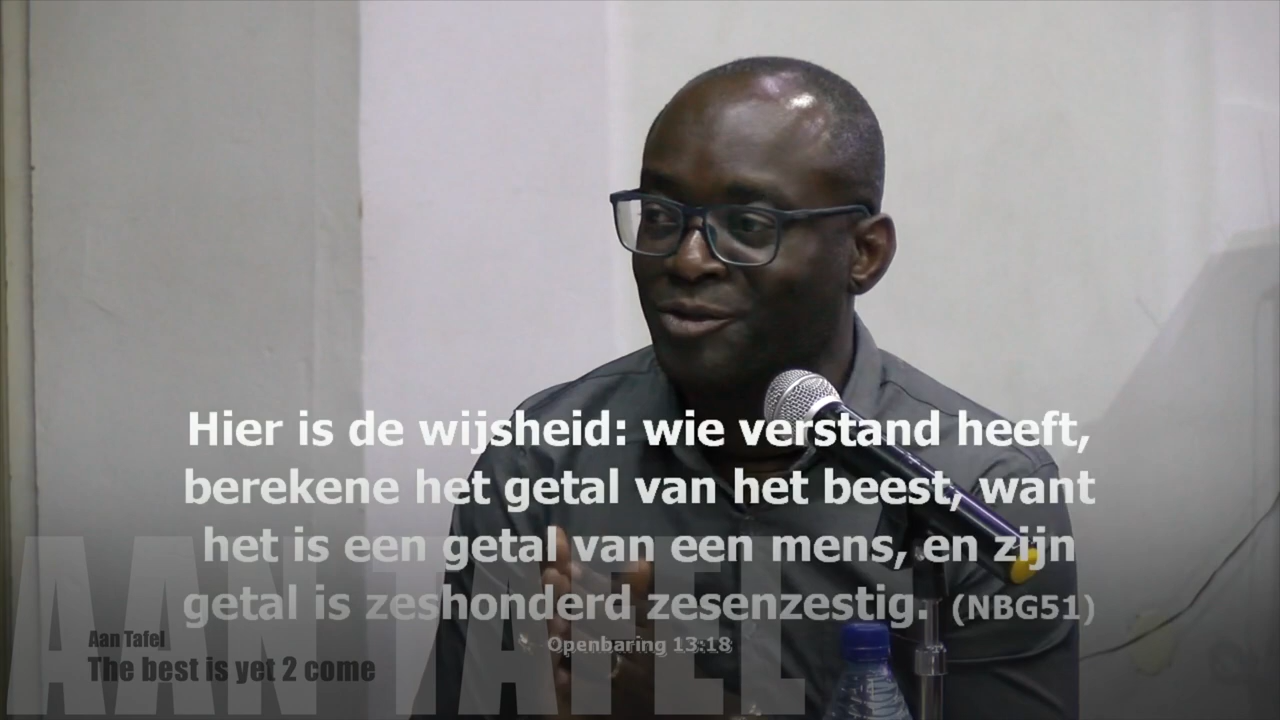 Hier is de wijsheid: wie verstand heeft,
berekene het getal van het beest, want
het is een getal van een mens, en zijn
getal is zeshonderd zesenzestig. (NBG51)
Openbaring 13:18
AAN TAFEL
Aan Tafel
The best is yet 2 come